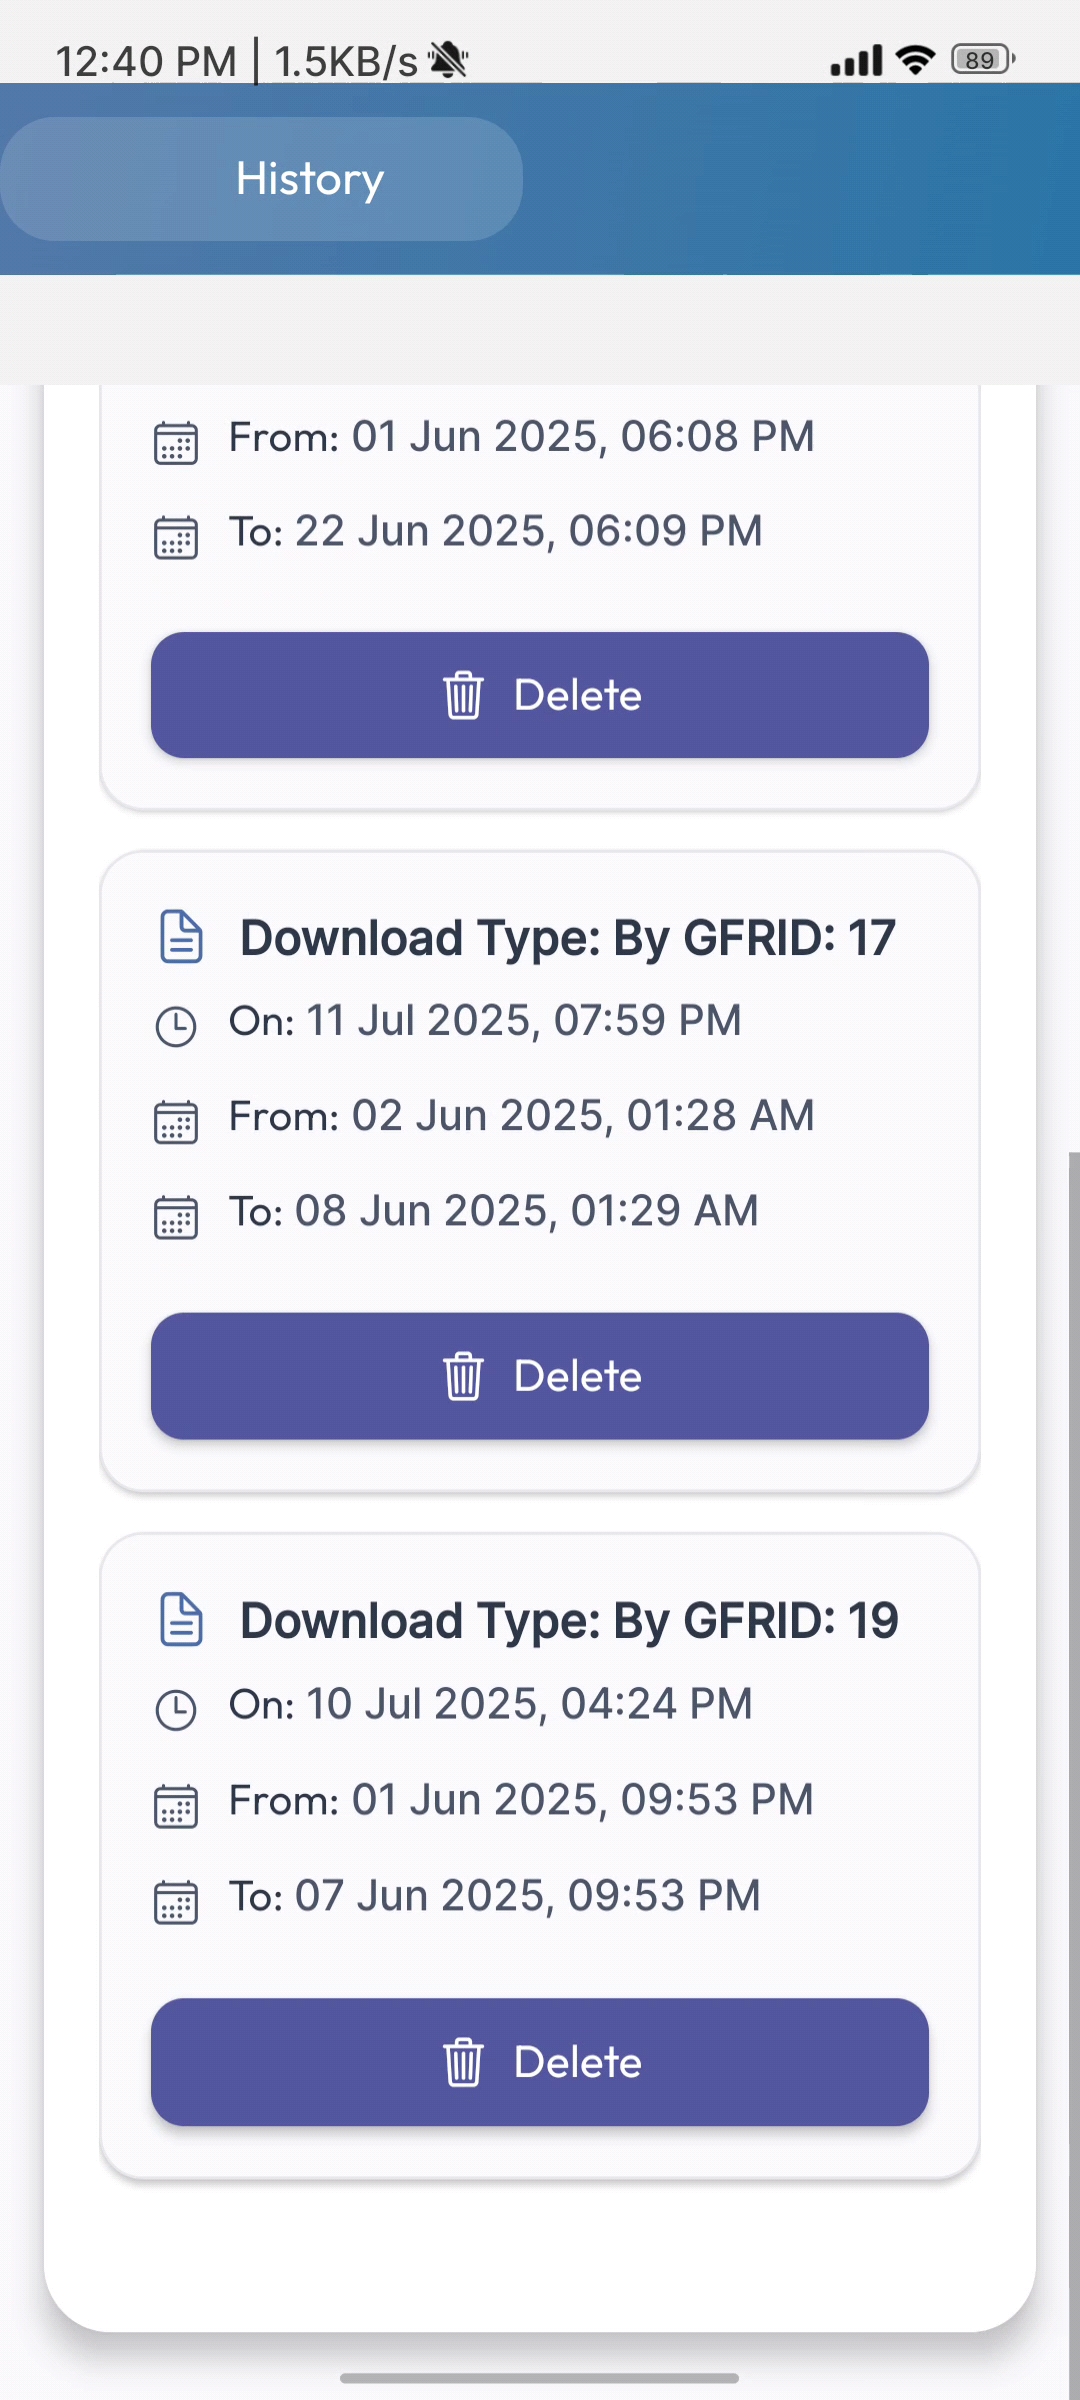 12:40 PM | 1.5KB/s 89
History
From: 01 Jun 2025, 06:08 PM
To: 22 Jun 2025, 06:09 PM
Delete
Download Type: By GFRID: 17
On: 11 Jul 2025, 07:59 PM
From: 02 Jun 2025, 01:28 AM
To: 08 Jun 2025, 01:29 AM
Delete
Download Type: By GFRID: 19
On: 10 Jul 2025, 04:24 PM
From: 01 Jun 2025, 09:53 PM
To: 07 Jun 2025, 09:53 PM
Delete